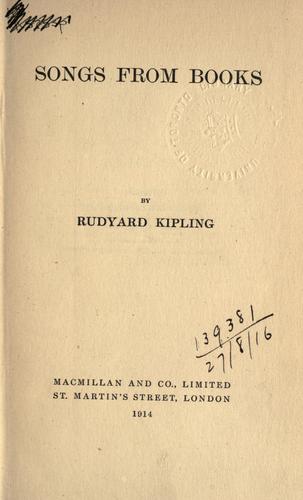 SONGS FROM BOOKS
BY
RUDYARD KIPLING
139381
27/8/16
MACMILLAN AND CO., LIMITED
ST. MARTIN'S STREET, LONDON
1914